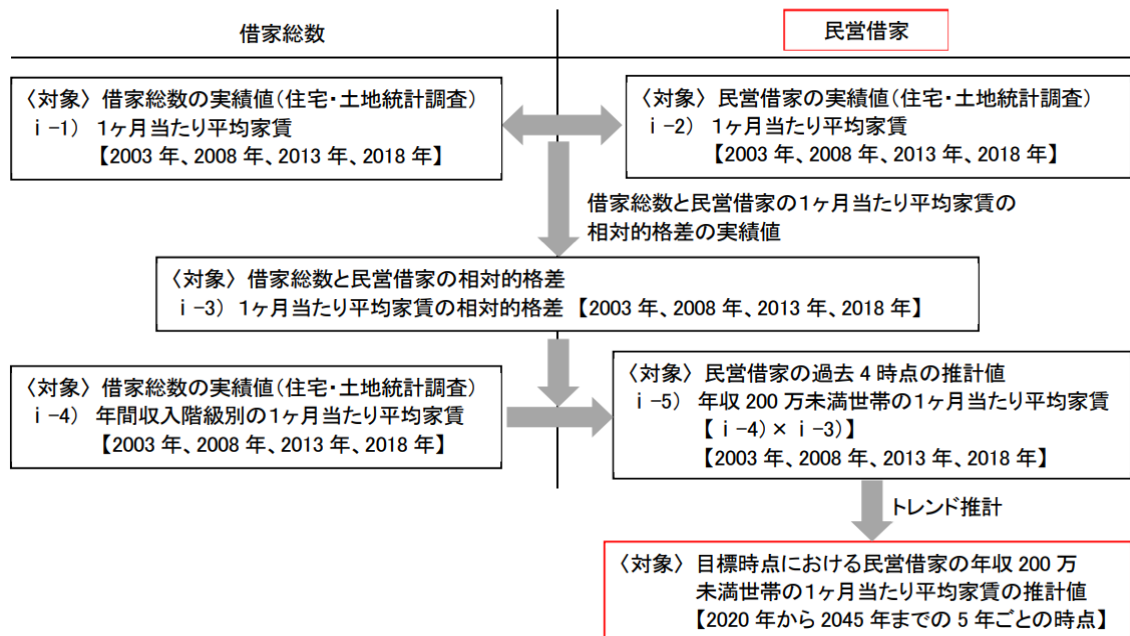 借家総数
民営借家
〈対象〉 借家総数の実績値(住宅・土地統計調査)
ⅰ-1) 1ヶ月当たり平均家賃
【2003 年、2008 年、2013 年、2018 年】
〈対象〉 民営借家の実績値(住宅・土地統計調査)
ⅰ-2) 1ヶ月当たり平均家賃
【2003 年、2008 年、2013 年、2018 年】
借家総数と民営借家の1ヶ月当たり平均家賃の
相対的格差の実績値
〈対象〉 借家総数と民営借家の相対的格差
ⅰ-3) 1ヶ月当たり平均家賃の相対的格差 【2003 年、2008 年、2013 年、2018 年】
〈対象〉 借家総数の実績値(住宅・土地統計調査)
ⅰ-4) 年間収入階級別の1ヶ月当たり平均家賃
【2003 年、2008 年、2013 年、2018 年】
〈対象〉 民営借家の過去 4 時点の推計値
ⅰ-5) 年収 200 万未満世帯の1ヶ月当たり平均家賃
【ⅰ-4)×ⅰ-3)】
【2003 年、2008 年、2013 年、2018 年】
トレンド推計
〈対象〉 目標時点における民営借家の年収 200 万
未満世帯の1ヶ月当たり平均家賃の推計値
【2020 年から 2045 年までの 5 年ごとの時点】